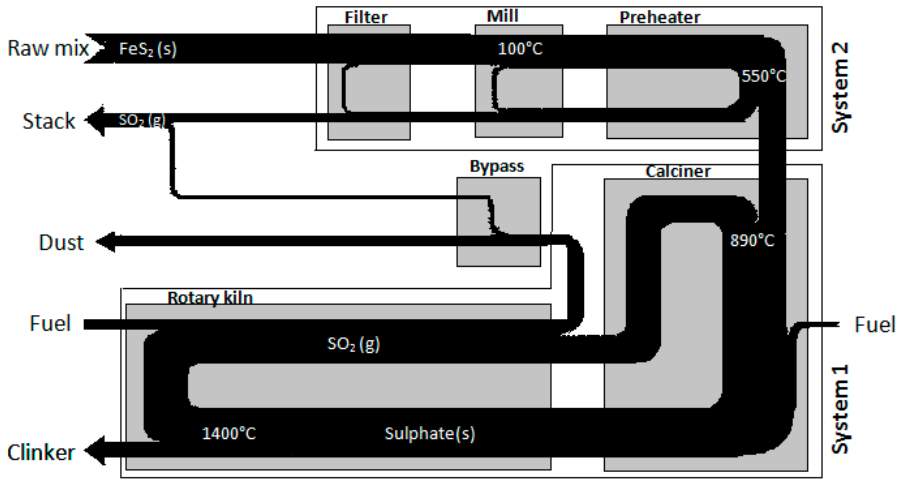 Filter
Mill
Preheater
Raw mix
FeS₂ (s)
100°C
550°C
System 2
Stack
SO₂ (g)
Bypass
Calciner
Dust
890°C
Rotary kiln
Fuel
SO₂ (g)
Fuel
System 1
1400°C
Sulphate(s)
Clinker